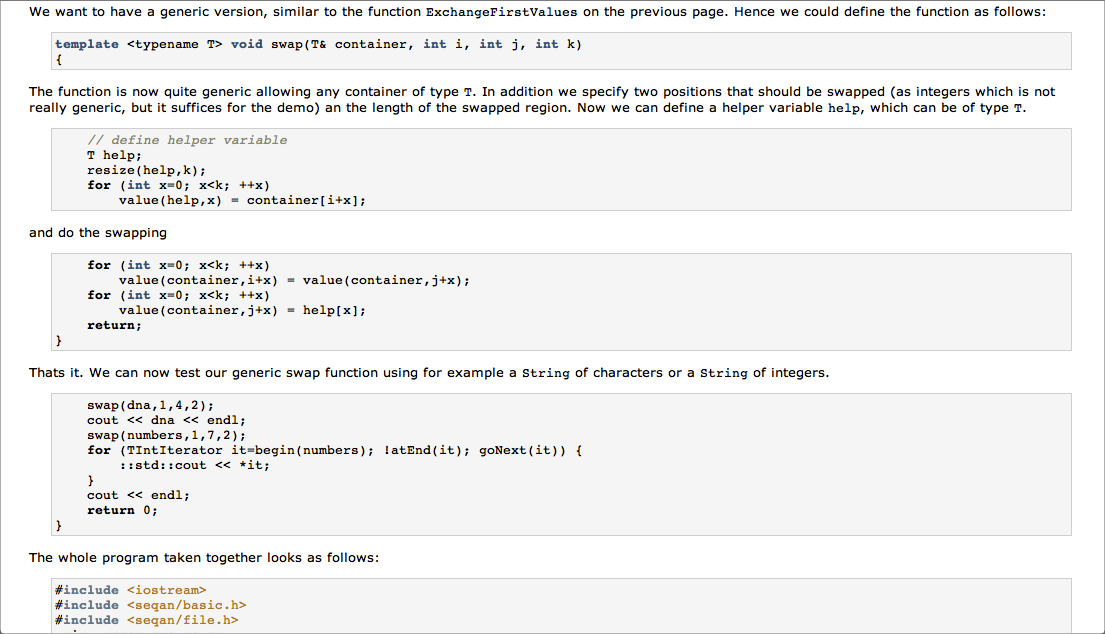 We want to have a generic version, similar to the function ExchangeFirstValues on the previous page. Hence we could define the function as follows:
template <typename T> void swap(T& container, int i, int j, int k)
{
The function is now quite generic allowing any container of type T. In addition we specify two positions that should be swapped (as integers which is not
really generic, but it suffices for the demo) an the length of the swapped region. Now we can define a helper variable help, which can be of type T.
// define helper variable
T help;
resize(help,k);
for (int x=0; x<k; ++x)
value(help,x) = container[i+x];
and do the swapping
for (int x=0; x<k; ++x)
value(container,i+x) = value(container,j+x);
for (int x=0; x<k; ++x)
value(container,j+x) = help[x];
return;
}
Thats it. We can now test our generic swap function using for example a String of characters or a String of integers.
swap(dna,1,4,2);
cout << dna << endl;
swap(numbers,1,7,2);
for (TIntIterator it=begin(numbers); !atEnd(it); goNext(it)) {
::std::cout << *it;
}
cout << endl;
return 0;
}
The whole program taken together looks as follows:
#include <iostream>
#include <seqan/basic.h>
#include <seqan/file.h>